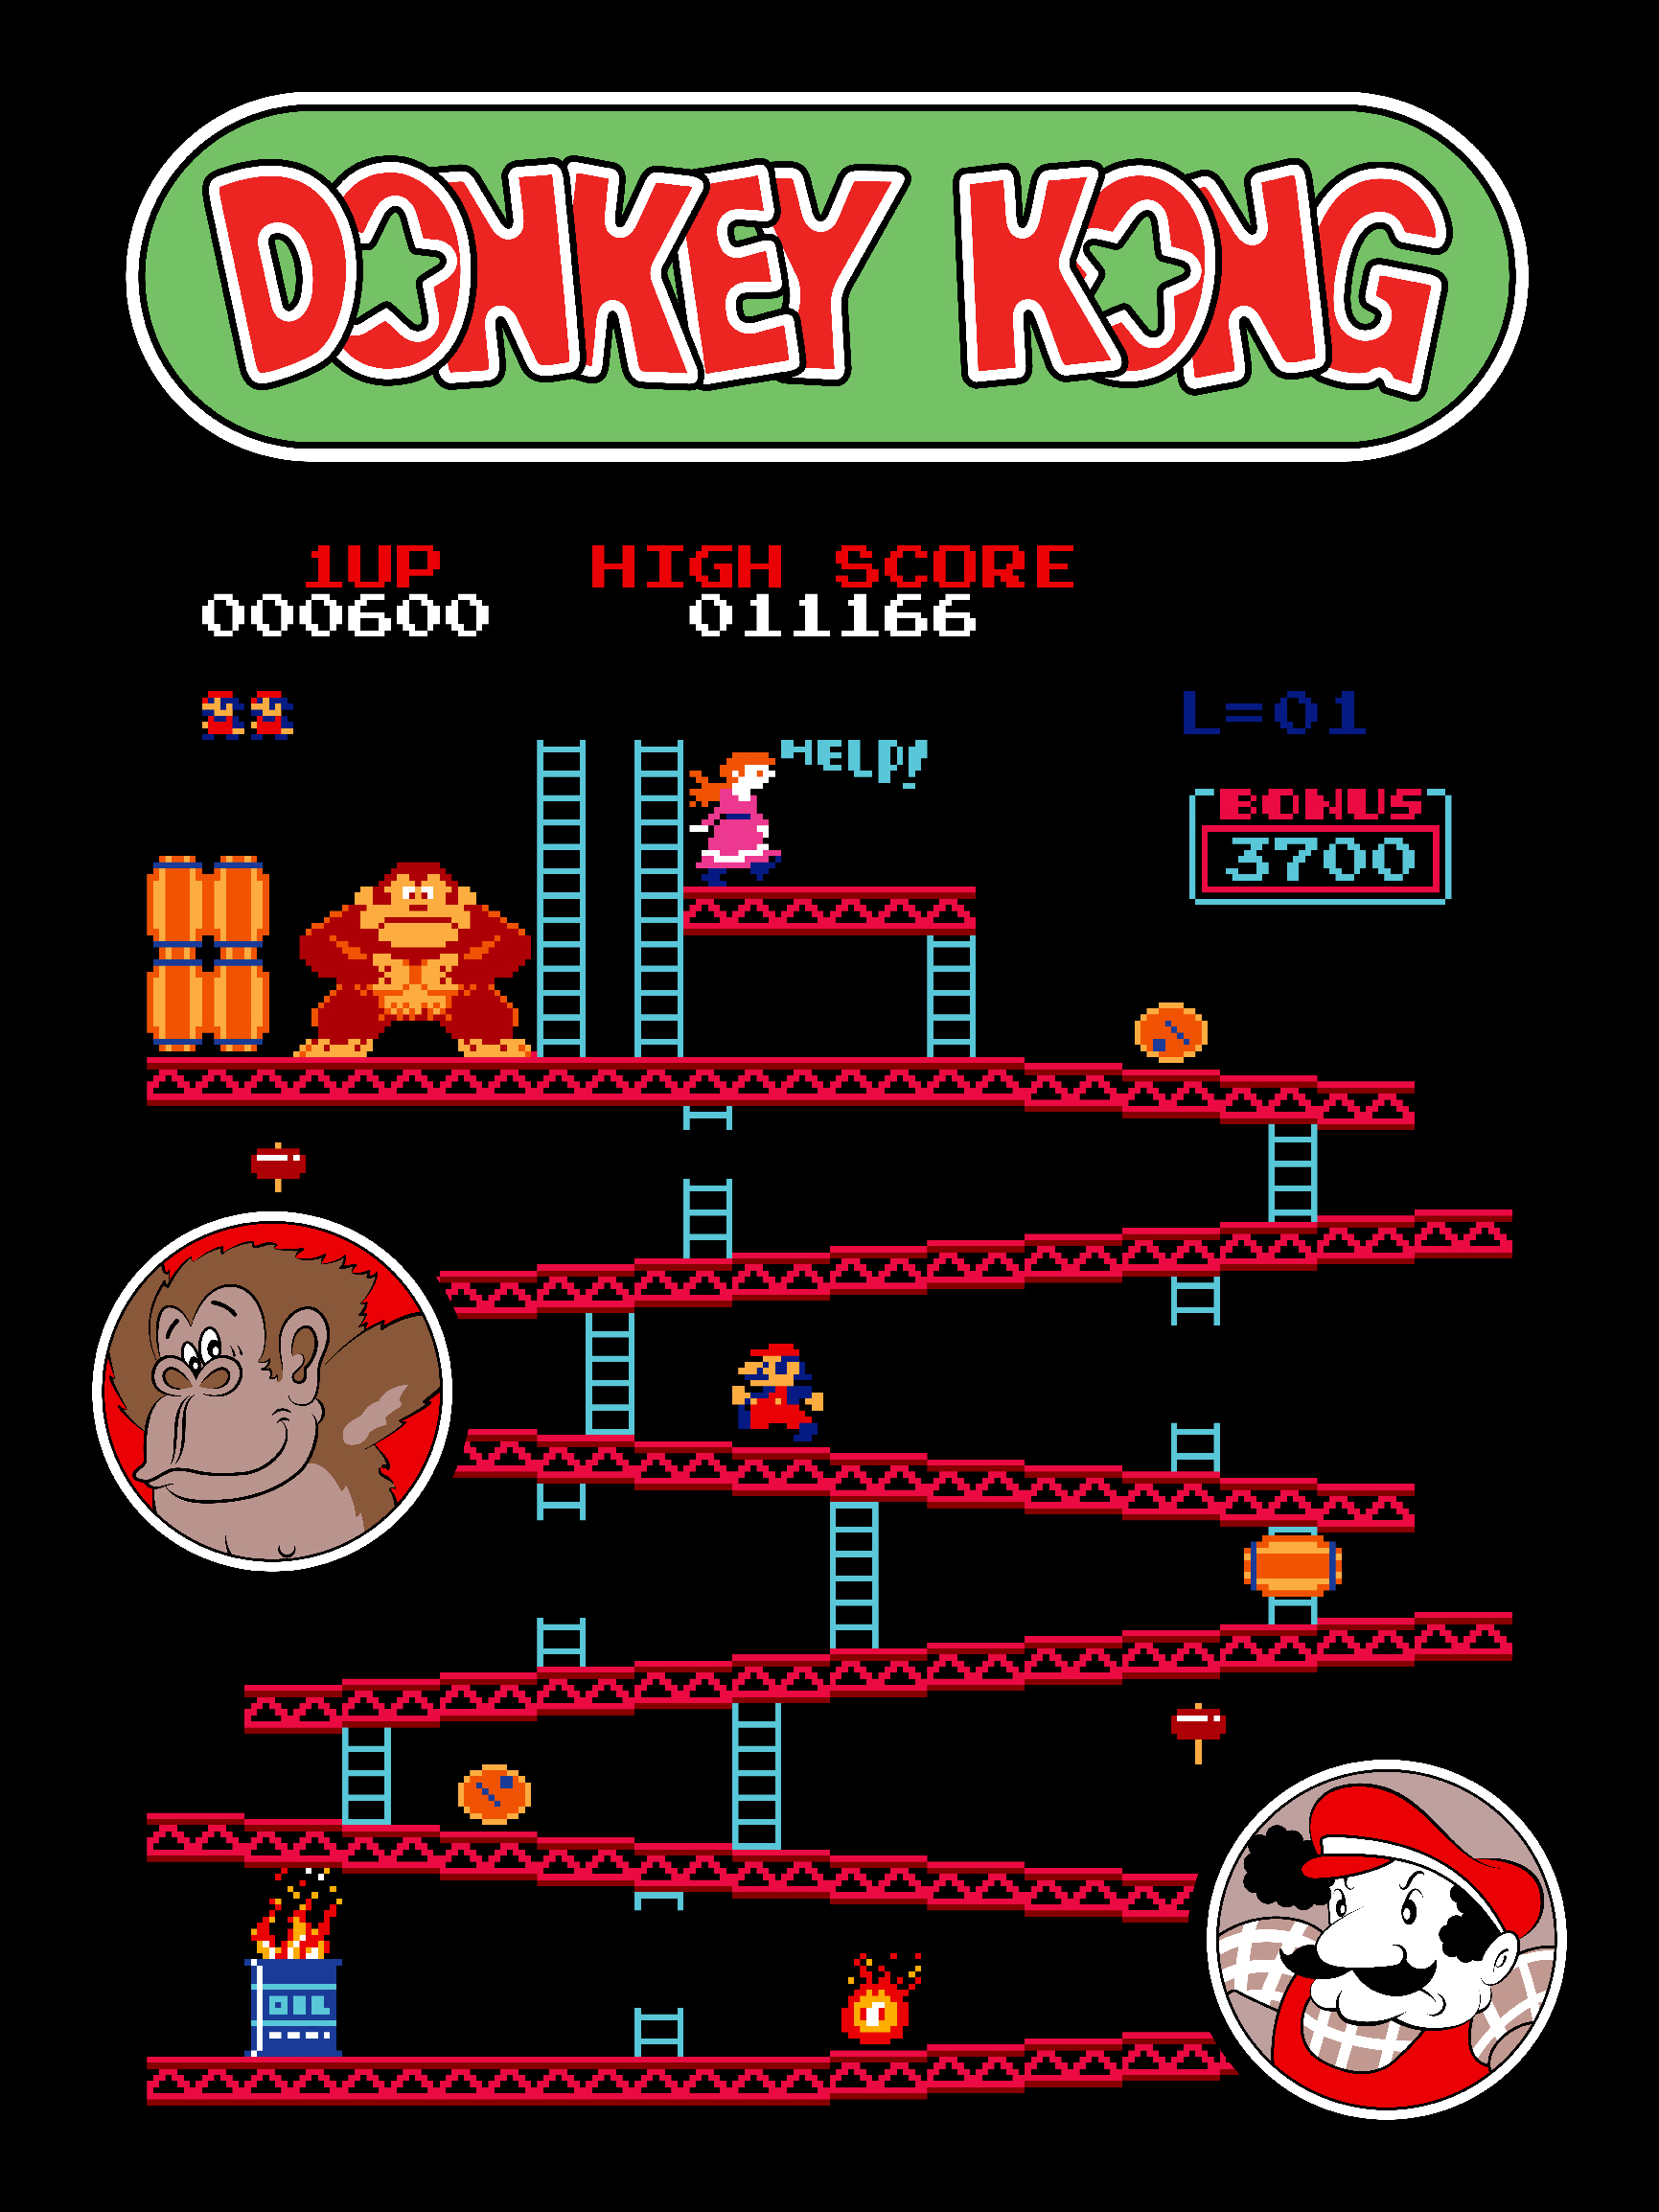 DONKEY KONG
1UP HIGH SCORE
000600 011166
L=01
HELP!
BONUS
3700
OIL